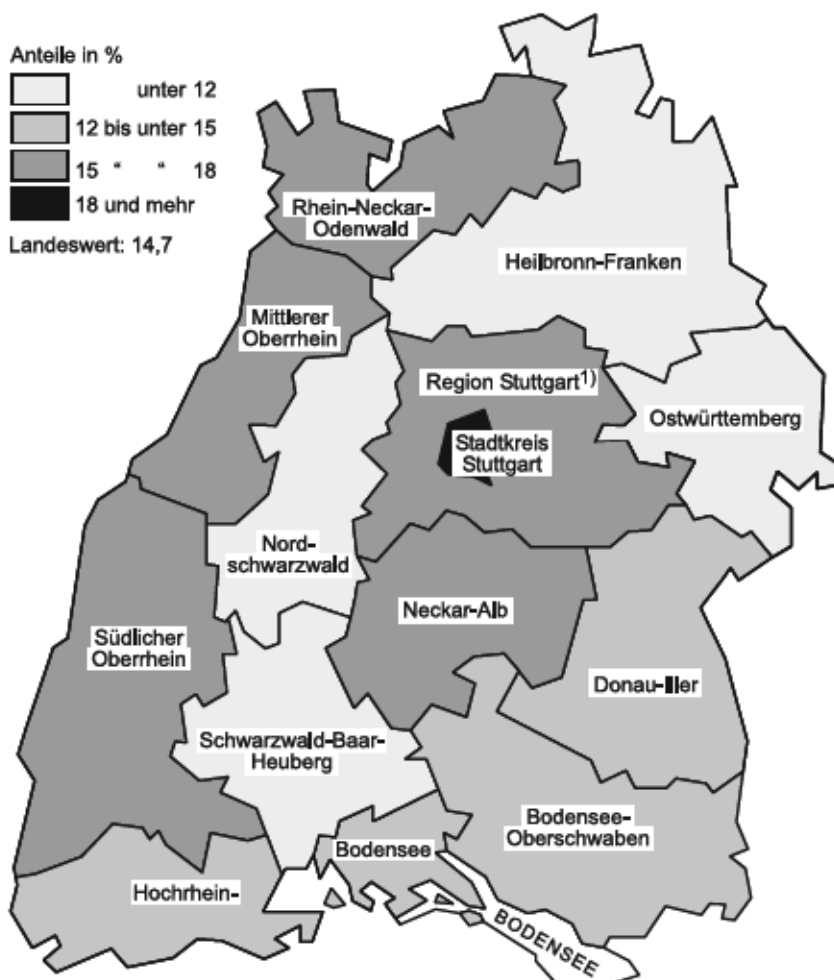 Anteile in %
unter 12
12 bis unter 15
15 “ “ 18
18 und mehr
Landeswert: 14,7
Rhein-Neckar-
Odenwald
Heilbronn-Franken
Mittlerer
Oberrhein
Region Stuttgart1)
Stadtkreis
Stuttgart
Ostwürttemberg
Nord-
schwarzwald
Neckar-Alb
Südlicher
Oberrhein
Donau-Iller
Schwarzwald-Baar-
Heuberg
Bodensee-
Oberschwaben
Bodensee
Hochrhein-
BODENSEE